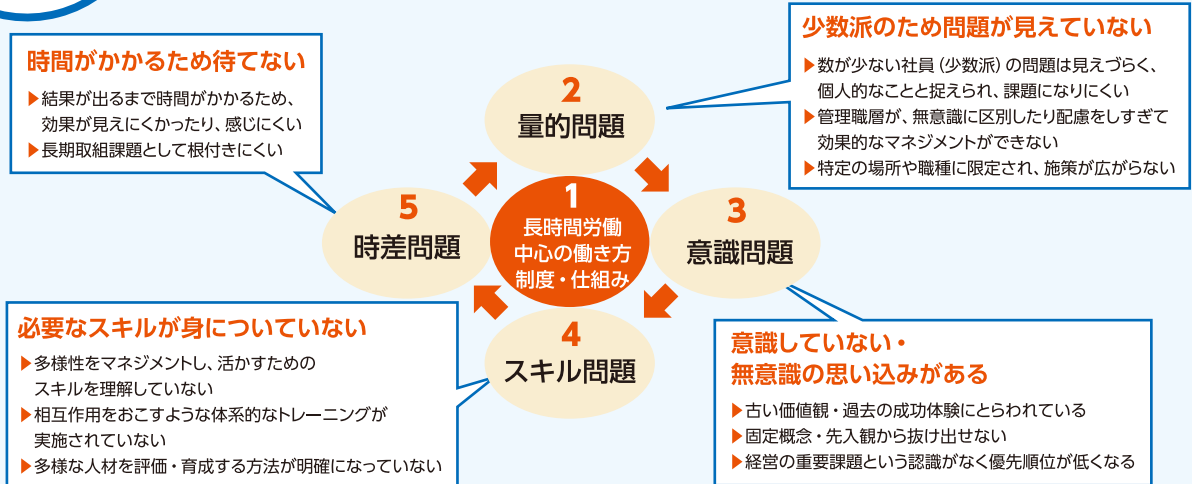 時間がかかるため待てない
▶結果が出るまで時間がかかるため、
効果が見えにくかったり、感じにくい
▶長期取組課題として根付きにくい
少数派のため問題が見えていない
▶数が少ない社員（少数派）の問題は見えづらく、
個人的なことと捉えられ、課題になりにくい
▶管理職層が、無意識に区別したり配慮をしすぎて
効果的なマネジメントができない
▶特定の場所や職種に限定され、施策が広がらない
2
量的問題
5
時差問題
1
長時間労働
中心の働き方
制度・仕組み
3
意識問題
4
スキル問題
必要なスキルが身についていない
▶多様性をマネジメントし、活かすための
スキルを理解していない
▶相互作用をおこすような体系的なトレーニングが
実施されていない
▶多様な人材を評価・育成する方法が明確になっていない
意識していない・
無意識の思い込みがある
▶古い価値観・過去の成功体験にとらわれている
▶固定概念・先入観から抜け出せない
▶経営の重要課題という認識がなく優先順位が低くなる